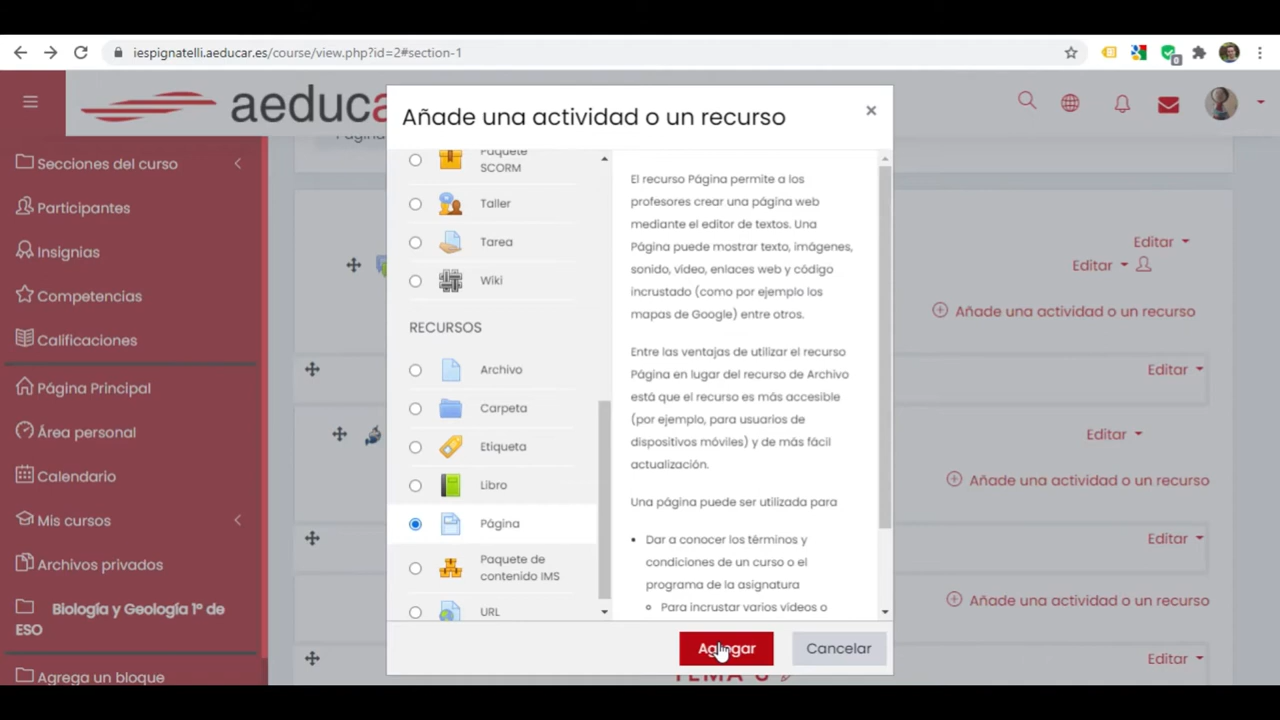 iespignatelli.aeducar.es/course/view.php?id=2#section-1
aeduca
Secciones del curso
Participantes
Insignias
Competencias
Calificaciones
Página Principal
Área personal
Calendario
Mis cursos
Archivos privados
Biología y Geología 1º de
ESO
Agrega un bloque
Añade una actividad o un recurso
×
Paquete
SCORM
Taller
Tarea
Wiki
RECURSOS
Archivo
Carpeta
Etiqueta
Libro
Página
Paquete de
contenido IMS
URL
El recurso Página permite a los
profesores crear una página web
mediante el editor de textos. Una
Página puede mostrar texto, imágenes,
sonido, vídeo, enlaces web y código
incrustado (como por ejemplo los
mapas de Google) entre otros.
Entre las ventajas de utilizar el recurso
Página en lugar del recurso de Archivo
está que el recurso es más accesible
(por ejemplo, para usuarios de
dispositivos móviles) y de más fácil
actualización.
Una página puede ser utilizada para
• Dar a conocer los términos y
condiciones de un curso o el
programa de la asignatura
Para incrustar varios vídeos o
Agregar
Cancelar
Editar
Editar
Añade una actividad o un recurso
Editar
Editar
Añade una actividad o un recurso
Editar
Añade una actividad o un recurso
Editar